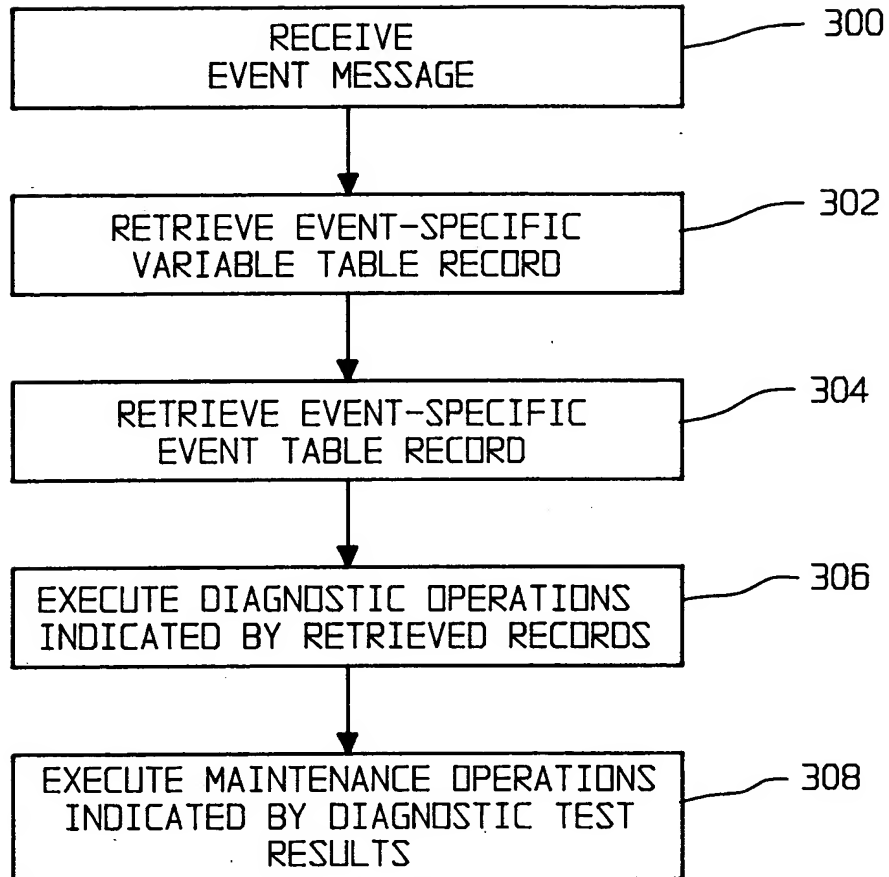 RECEIVE
EVENT MESSAGE
300
RETRIEVE EVENT-SPECIFIC
VARIABLE TABLE RECORD
302
RETRIEVE EVENT-SPECIFIC
EVENT TABLE RECORD
304
EXECUTE DIAGNOSTIC OPERATIONS
INDICATED BY RETRIEVED RECORDS
306
EXECUTE MAINTENANCE OPERATIONS
INDICATED BY DIAGNOSTIC TEST
RESULTS
308